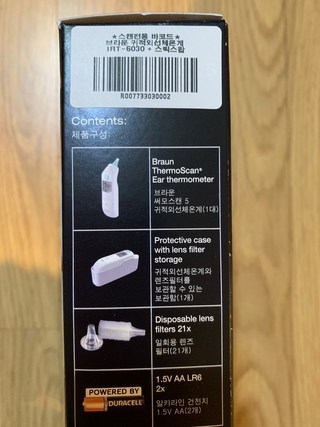 ★스캔전용 바코드★
브라운 귀적외선체온계
IRT-6030 + 스틱스캅
R007733030002
Contents:
제품구성:
Braun
ThermoScan®
Ear thermometer
브라운
써모스캔 5
귀적외선체온계(1대)
Protective case
with lens filter
storage
귀적외선체온계와
렌즈필터를
보관할 수 있는
보관함(1개)
Disposable lens
filters 21x
일회용 렌즈
필터(21개)
POWERED BY
DURACELL
1.5V AA LR6
2x
알카라인 건전지
1.5V AA(2개)